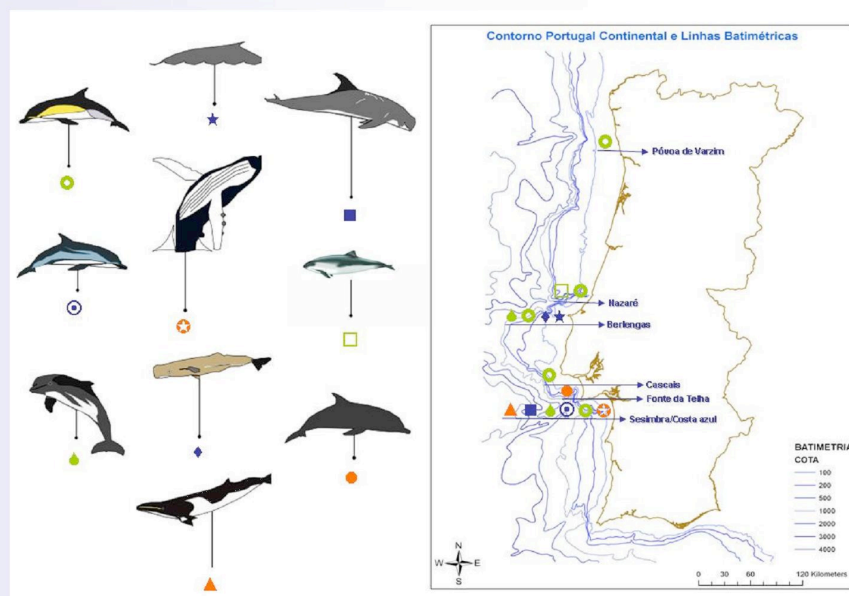 Contorno Portugal Continental e Linhas Batimétricas
Póvoa de Varzim
Nazaré
Berlengas
Cascais
Fonte da Telha
Sesimbra/Costa azul
BATIMETRIA
COTA
100
200
500
1000
2000
3000
4000
N
W E
S
0 30 60 120 Kilometers